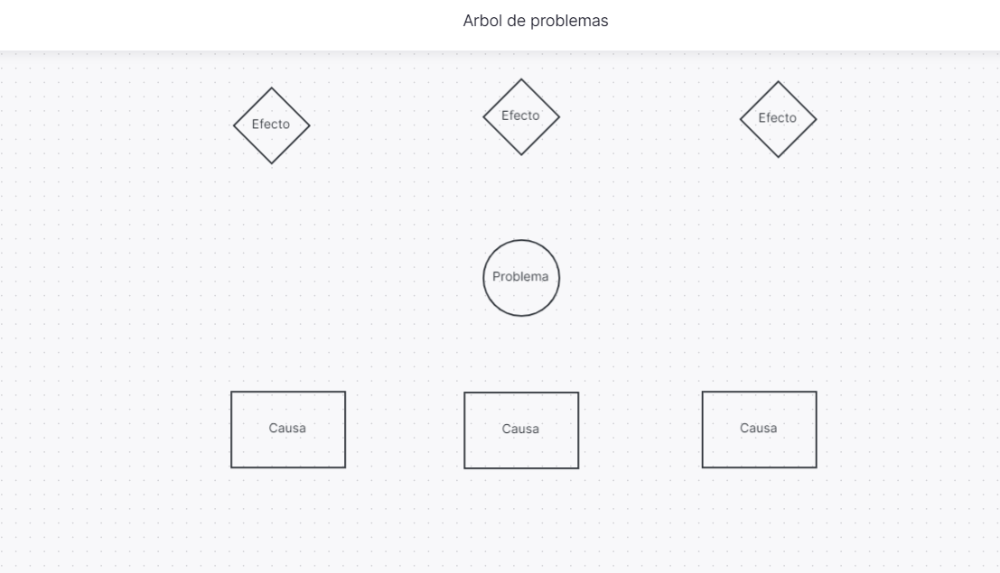 Arbol de problemas
Efecto
Efecto
Efecto
Problema
Causa
Causa
Causa